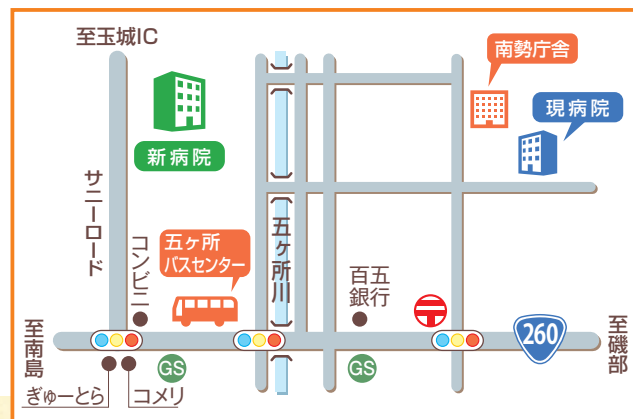 至玉城IC
南勢庁舎
現病院
新病院
サニーロード
コンビニ
五ヶ所
バスセンター
五ヶ所川
百五
銀行
260
至南島
至磯部
GS
GS
ぎゅーとら
コメリ